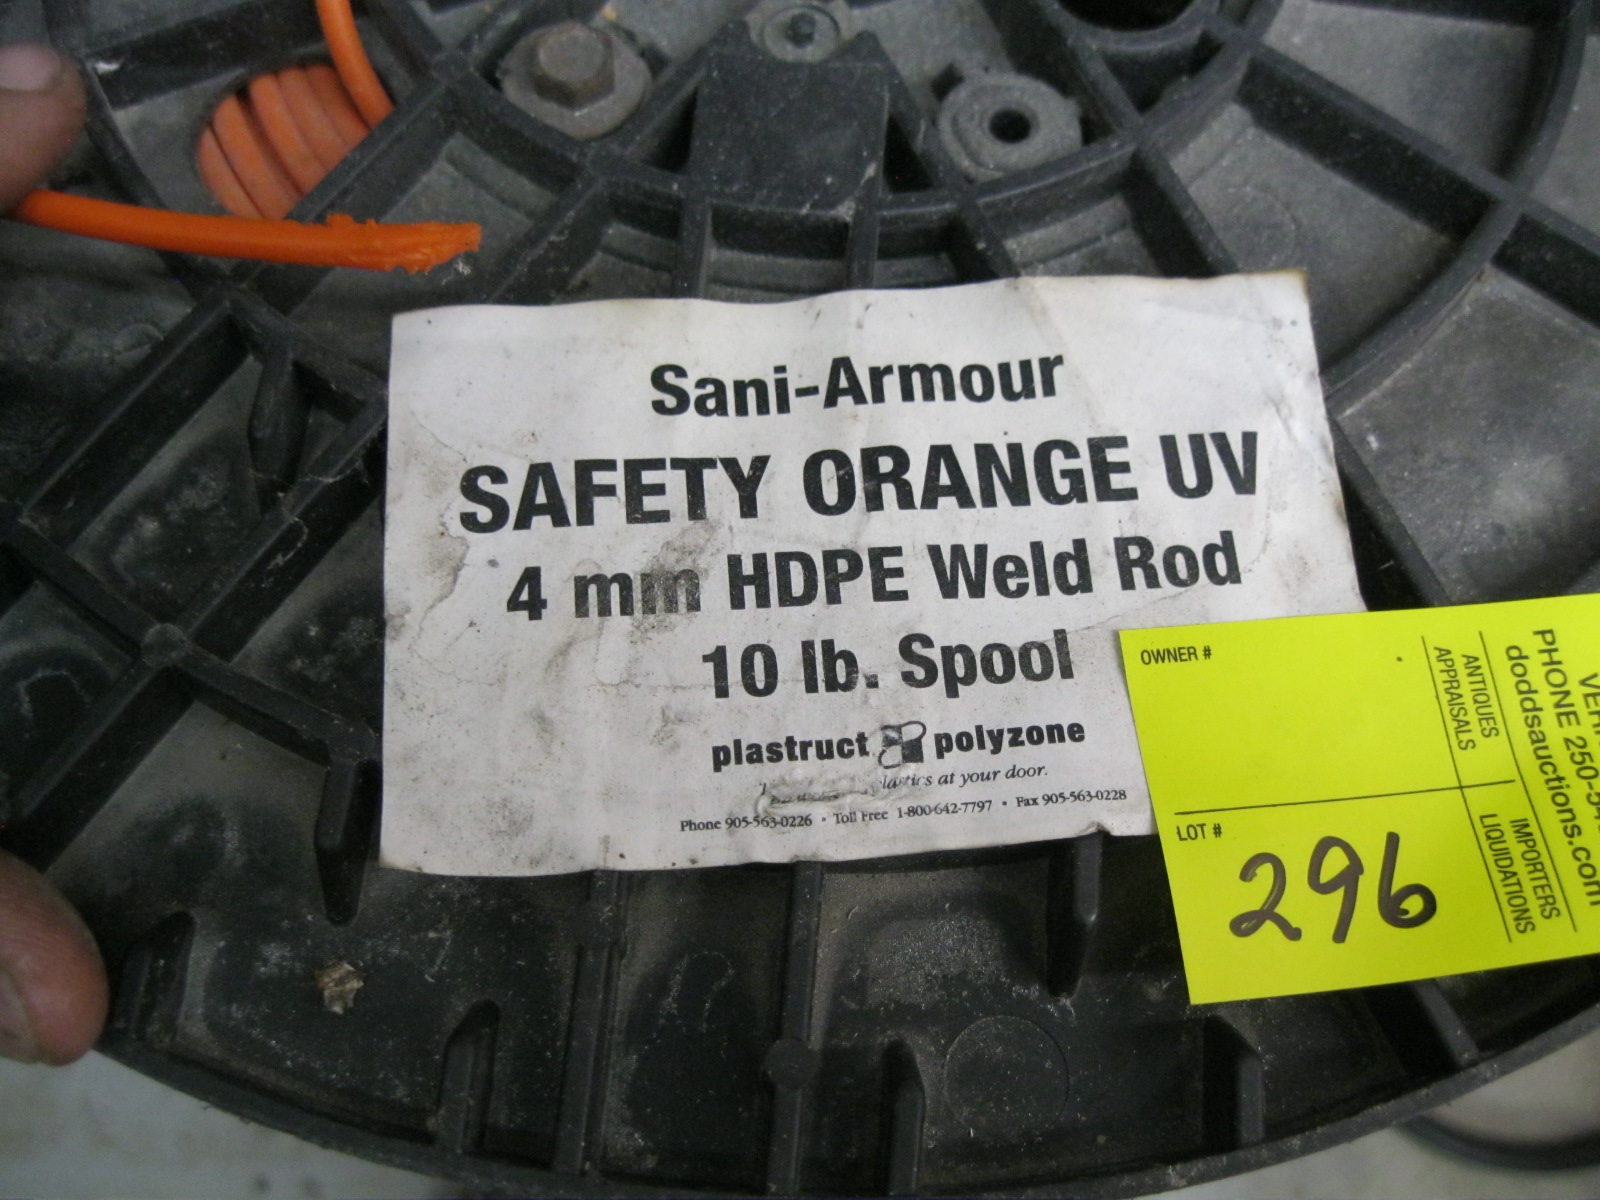 Sani-Armour
SAFETY ORANGE UV
4 mm HDPE Weld Rod
10 lb. Spool
plastruct polyzone
at your door.
Phone 905-563-0226 • Toll Free 1-800-642-7797 • Fax 905-563-0228
OWNER #
LOT #
296
ANTIQUES
APPRAISALS
IMPORTERS
LIQUIDATIONS
PHONE 250-
doddsauctions.com